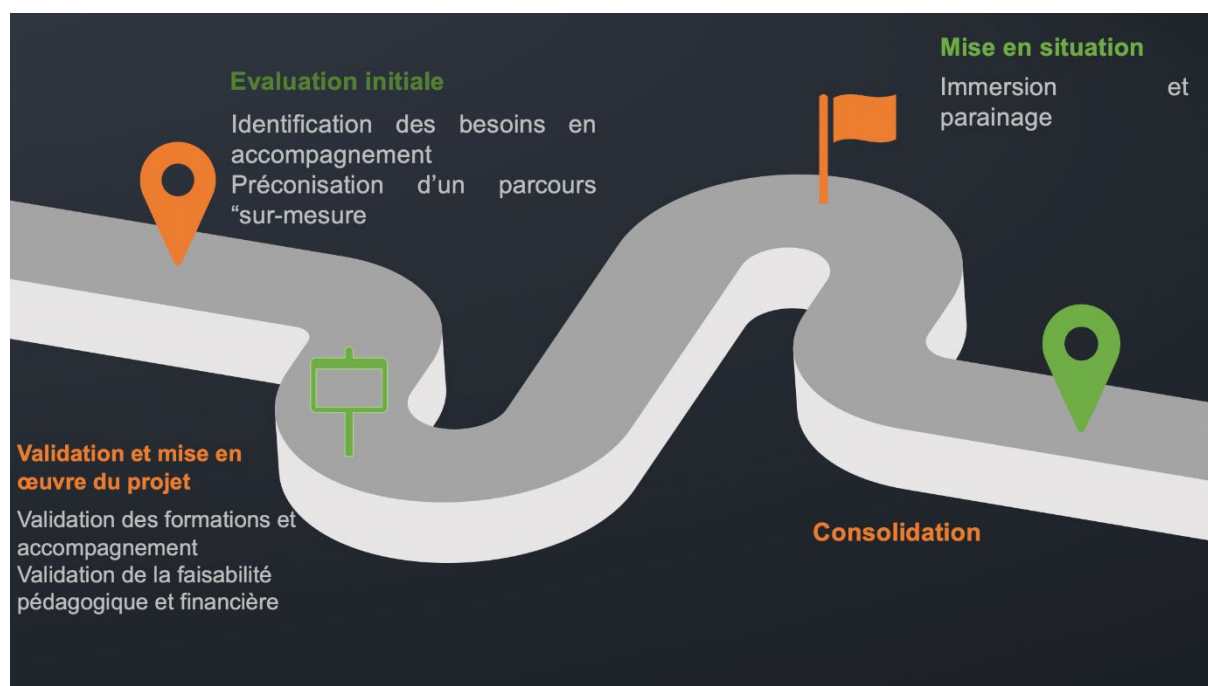 Evaluation initiale
Identification des besoins en
accompagnement
Préconisation d'un parcours
“sur-mesure
Mise en situation
Immersion et
parainage
Validation et mise en
œuvre du projet
Validation des formations et
accompagnement
Validation de la faisabilité
pédagogique et financière
Consolidation